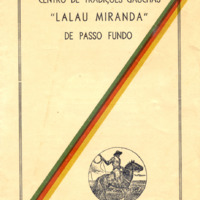 CENTRO DE TRADIÇÕES GAÚCHAS
"LALAU MIRANDA"
DE PASSO FUNDO